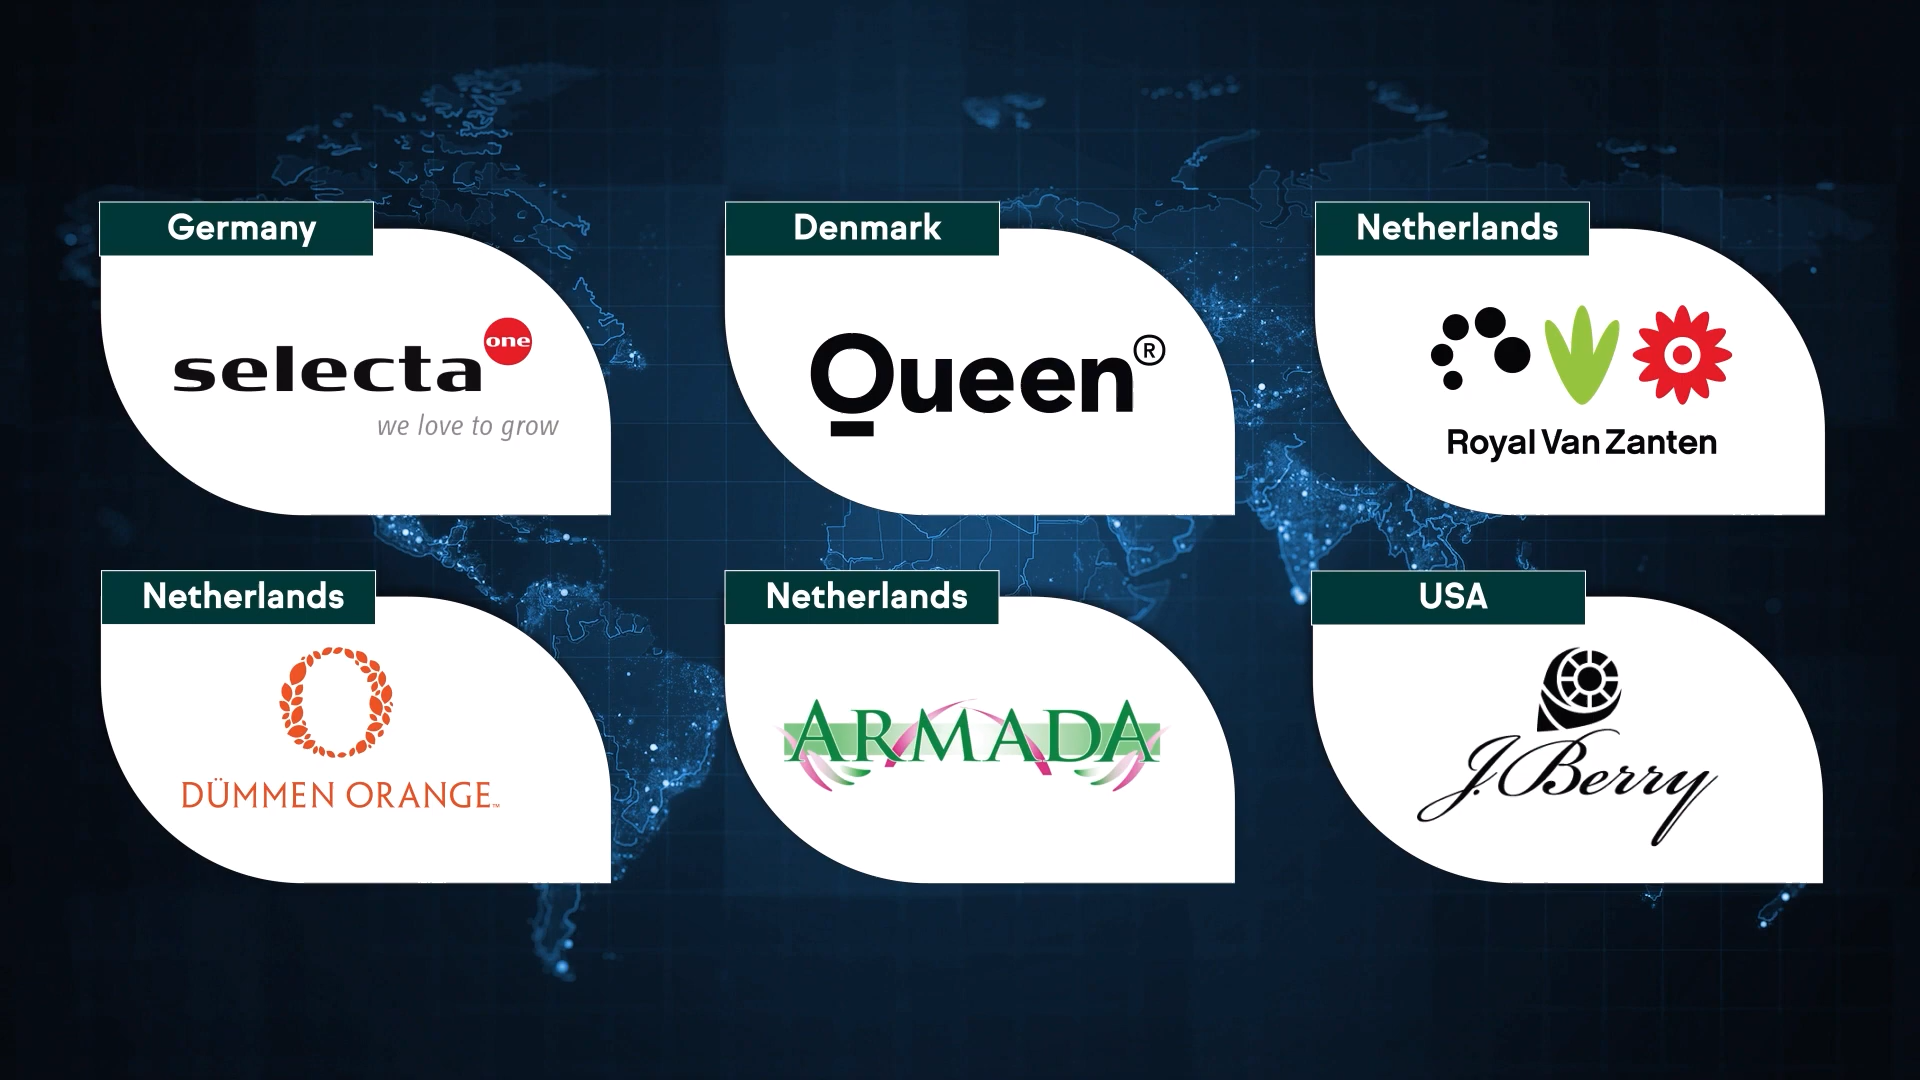 Germany
selecta one
we love to grow
Denmark
Queen®
Netherlands
Royal Van Zanten
Netherlands
DÜMMEN ORANGE™
Netherlands
ARMADA
USA
J. Berry